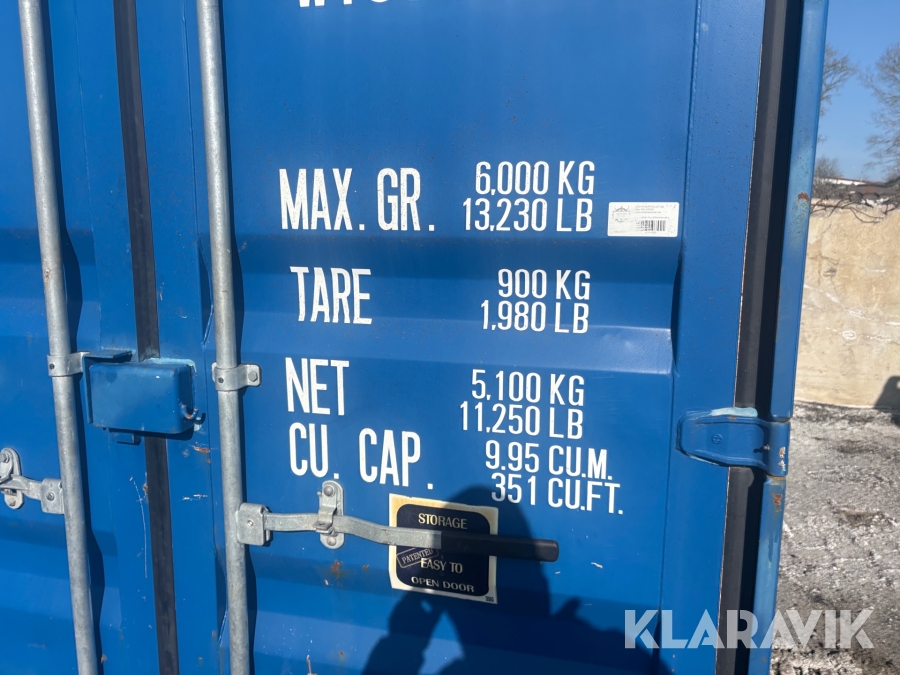 MAX. GR. 6,000 KG
13,230 LB
TARE 900 KG
1,980 LB
NET 5,100 KG
11,250 LB
CU. CAP. 9.95 CU.M.
351 CU.FT.
STORAGE
PATENTED
EASY TO
OPEN DOOR
KLARAVIK